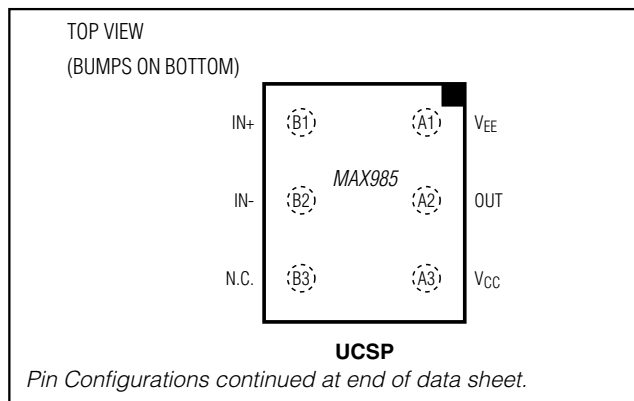 TOP VIEW
(BUMPS ON BOTTOM)
IN+ B1 A1 VEE
MAX985
IN- B2 A2 OUT
N.C. B3 A3 VCC
UCSP
Pin Configurations continued at end of data sheet.